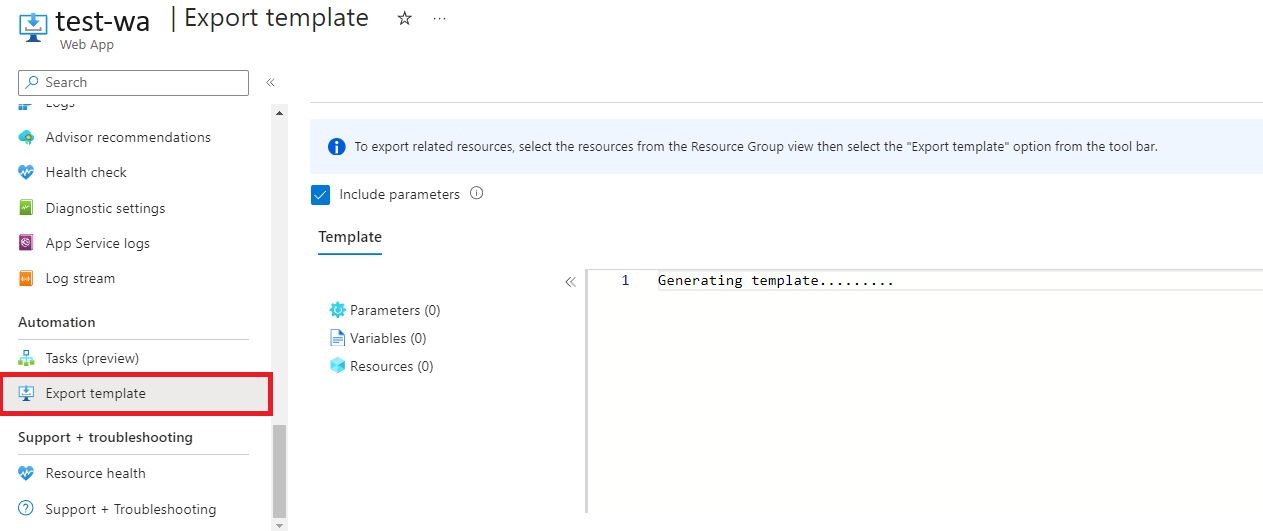 test-wa | Export template
Web App
Search
Logs
Advisor recommendations
Health check
Diagnostic settings
App Service logs
Log stream
Automation
Tasks (preview)
Export template
Support + troubleshooting
Resource health
Support + Troubleshooting
To export related resources, select the resources from the Resource Group view then select the "Export template" option from the tool bar.
Include parameters
Template
Parameters (0)
Variables (0)
Resources (0)
1 Generating template.........